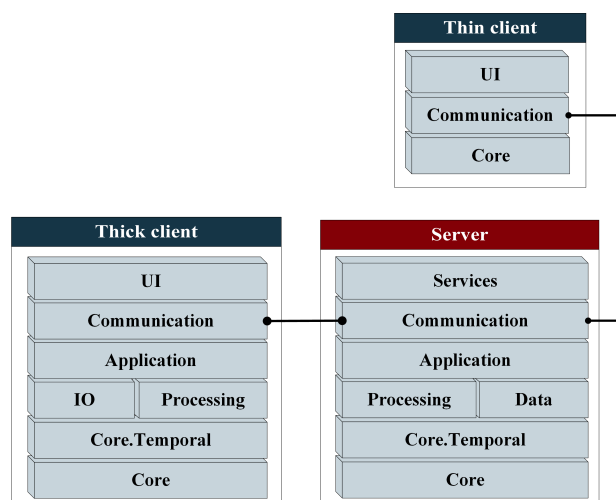 Thin client
UI
Communication
Core
Thick client
UI
Communication
Application
IO Processing
Core.Temporal
Core
Server
Services
Communication
Application
Processing Data
Core.Temporal
Core